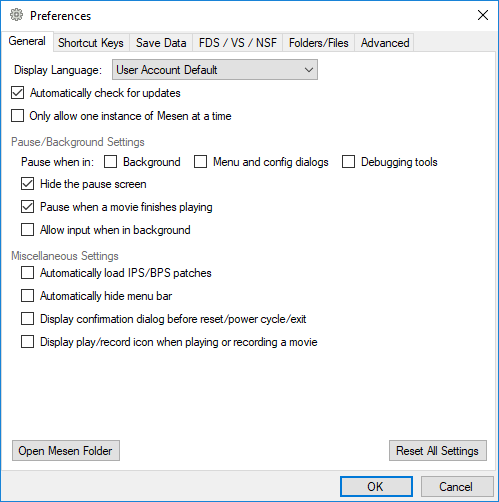 Preferences
General Shortcut Keys Save Data FDS / VS / NSF Folders/Files Advanced
Display Language: User Account Default
Automatically check for updates
Only allow one instance of Mesen at a time
Pause/Background Settings
Pause when in: Background Menu and config dialogs Debugging tools
Hide the pause screen
Pause when a movie finishes playing
Allow input when in background
Miscellaneous Settings
Automatically load IPS/BPS patches
Automatically hide menu bar
Display confirmation dialog before reset/power cycle/exit
Display play/record icon when playing or recording a movie
Open Mesen Folder Reset All Settings
OK Cancel